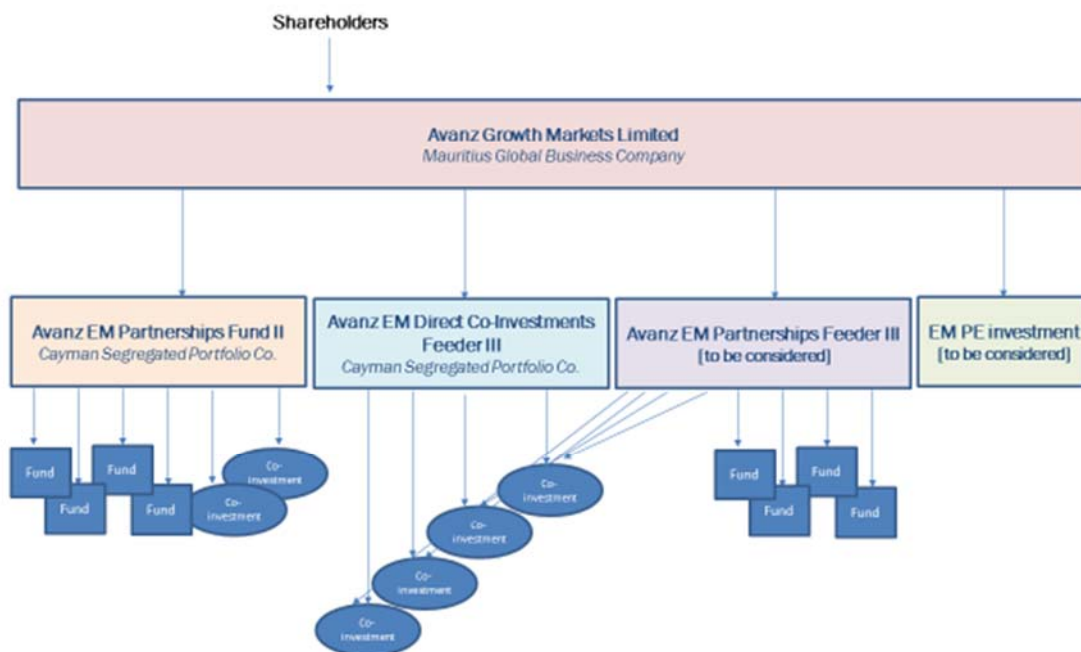 Shareholders
Avanz Growth Markets Limited
Mauritius Global Business Company
Avanz EM Partnerships Fund II
Cayman Segregated Portfolio Co.
Avanz EM Direct Co-Investments
Feeder III
Cayman Segregated Portfolio Co.
Avanz EM Partnerships Feeder III
[to be considered]
EM PE investment
[to be considered]
Fund
Fund
Fund
Fund
Co-
investment
Co-
investment
Co-
investment
Co-
investment
Co-
investment
Co-
investment
Fund
Fund
Fund
Fund